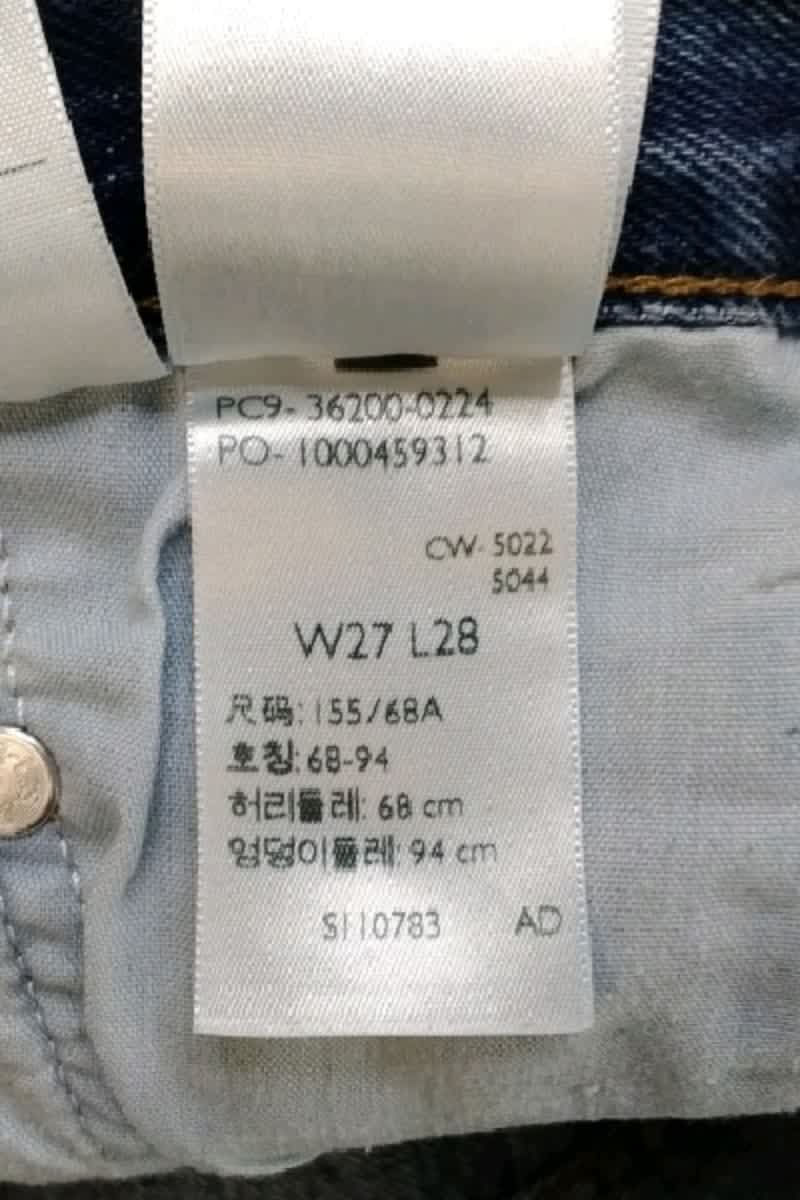 PC9- 36200-0224
PO- 1000459312
CW- 5022
5044
W27 L28
尺码: 155/68A
호칭: 68-94
허리둘레: 68 cm
엉덩이둘레: 94 cm
S110783 AD